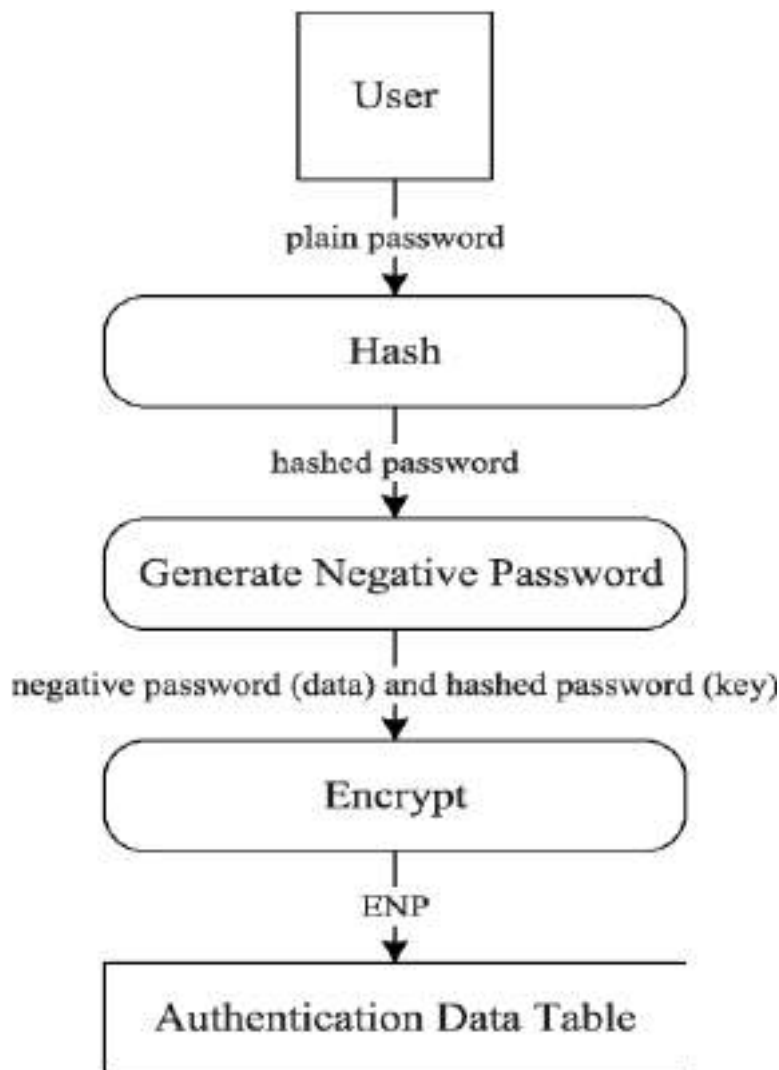 User
plain password
Hash
hashed password
Generate Negative Password
negative password (data) and hashed password (key)
Encrypt
ENP
Authentication Data Table